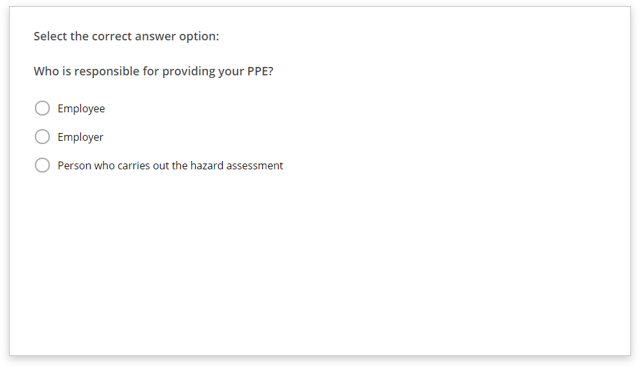 Select the correct answer option:
Who is responsible for providing your PPE?
Employee
Employer
Person who carries out the hazard assessment